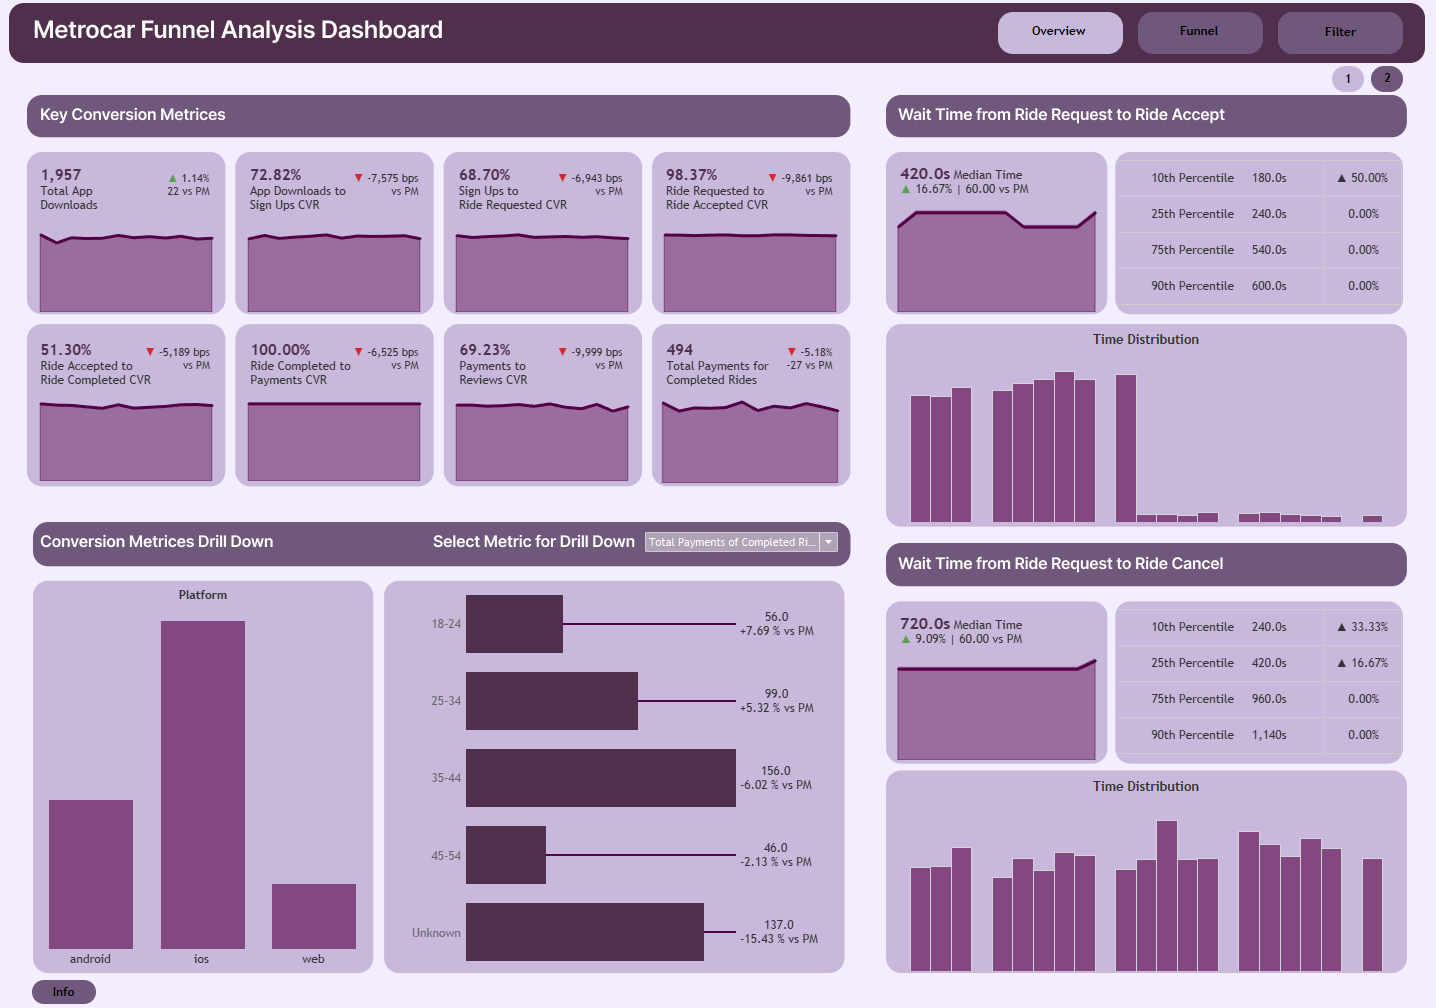 Metrocar Funnel Analysis Dashboard
Overview
Funnel
Filter
1
2
Key Conversion Metrices
1,957
Total App
Downloads
▲ 1.14%
22 vs PM
72.82%
App Downloads to
Sign Ups CVR
▼ -7,575 bps
vs PM
68.70%
Sign Ups to
Ride Requested CVR
▼ -6,943 bps
vs PM
98.37%
Ride Requested to
Ride Accepted CVR
▼ -9,861 bps
vs PM
51.30%
Ride Accepted to
Ride Completed CVR
▼ -5,189 bps
vs PM
100.00%
Ride Completed to
Payments CVR
▼ -6,525 bps
vs PM
69.23%
Payments to
Reviews CVR
▼ -9,999 bps
vs PM
494
Total Payments for
Completed Rides
▼ -5.18%
-27 vs PM
Conversion Metrices Drill Down
Select Metric for Drill Down
Total Payments of Completed Ri...
Platform
android
ios
web
18-24
56.0
+7.69 % vs PM
25-34
99.0
+5.32 % vs PM
35-44
156.0
-6.02 % vs PM
45-54
46.0
-2.13 % vs PM
Unknown
137.0
-15.43 % vs PM
Info
Wait Time from Ride Request to Ride Accept
420.0s Median Time
▲ 16.67% | 60.00 vs PM
10th Percentile 180.0s ▲ 50.00%
25th Percentile 240.0s 0.00%
75th Percentile 540.0s 0.00%
90th Percentile 600.0s 0.00%
Time Distribution
Wait Time from Ride Request to Ride Cancel
720.0s Median Time
▲ 9.09% | 60.00 vs PM
10th Percentile 240.0s ▲ 33.33%
25th Percentile 420.0s ▲ 16.67%
75th Percentile 960.0s 0.00%
90th Percentile 1,140s 0.00%
Time Distribution